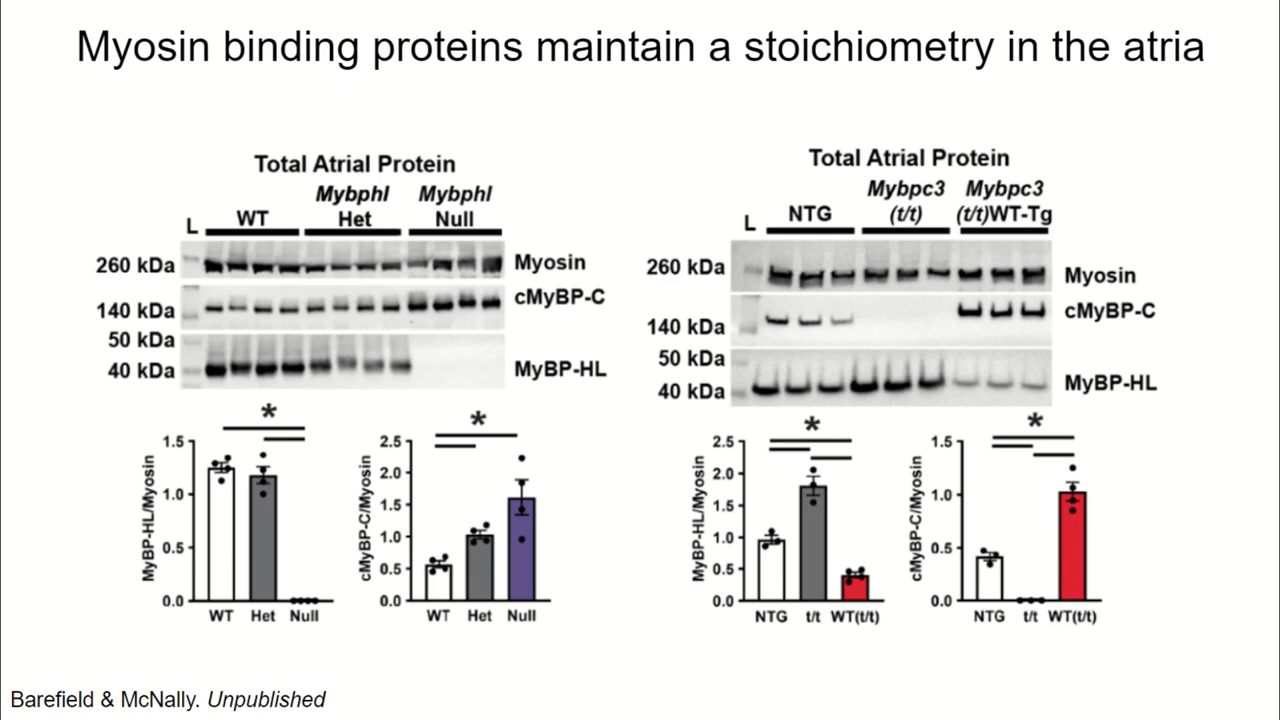 Myosin binding proteins maintain a stoichiometry in the atria
Total Atrial Protein
Mybphl Mybphl
L WT Het Null
260 kDa Myosin
140 kDa cMyBP-C
50 kDa
40 kDa MyBP-HL
*
1.5
1.0
0.5
0.0
MyBP-HL/Myosin
WT Het Null
*
2.5
2.0
1.5
1.0
0.5
0.0
cMyBP-C/Myosin
WT Het Null
Total Atrial Protein
Mybpc3 Mybpc3
L NTG (t/t) (t/t)WT-Tg
260 kDa Myosin
140 kDa cMyBP-C
50 kDa
40 kDa MyBP-HL
*
2.5
2.0
1.5
1.0
0.5
0.0
MyBP-HL/Myosin
NTG t/t WT(t/t)
*
1.5
1.0
0.5
0.0
cMyBP-C/Myosin
NTG t/t WT(t/t)
Barefield & McNally. Unpublished